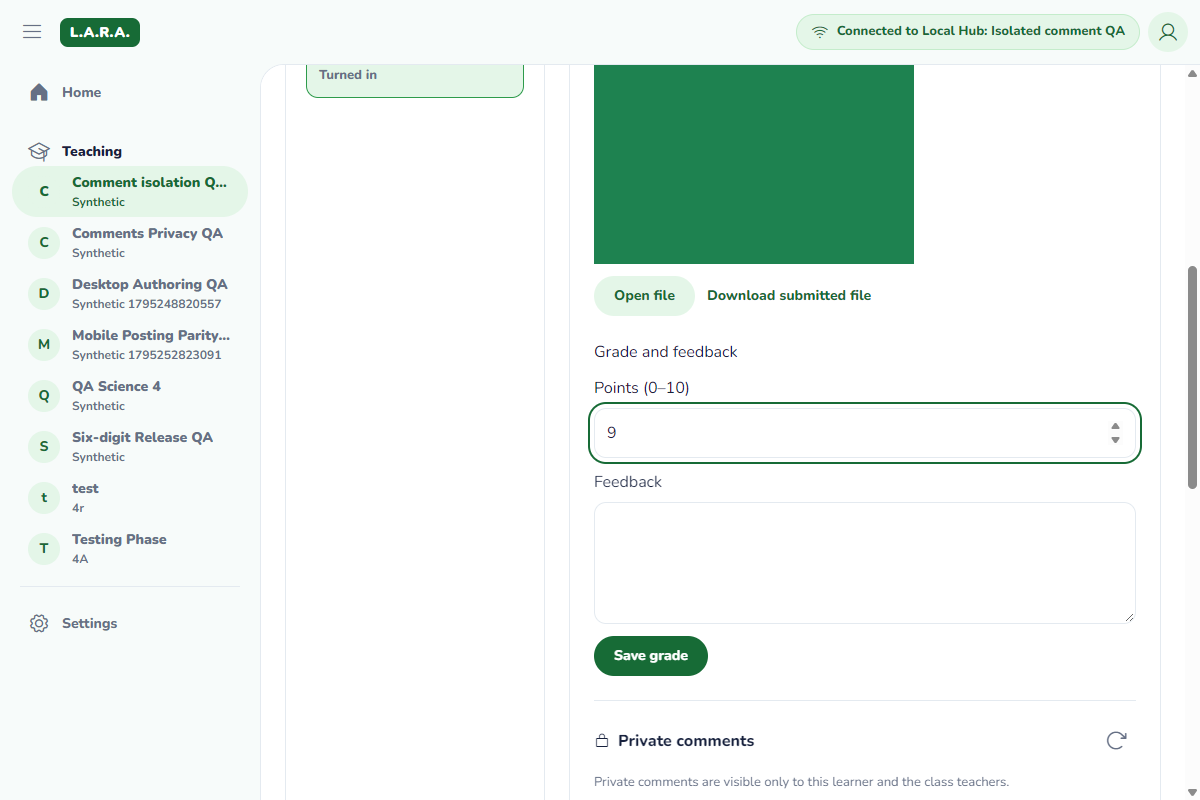 L.A.R.A.
Connected to Local Hub: Isolated comment QA
Home
Teaching
C
Comment isolation Q...
Synthetic
C
Comments Privacy QA
Synthetic
D
Desktop Authoring QA
Synthetic 1795248820557
M
Mobile Posting Parity...
Synthetic 1795252823091
Q
QA Science 4
Synthetic
S
Six-digit Release QA
Synthetic
t
test
4r
T
Testing Phase
4A
Settings
Turned in
Open file
Download submitted file
Grade and feedback
Points (0–10)
9
Feedback
Save grade
Private comments
Private comments are visible only to this learner and the class teachers.